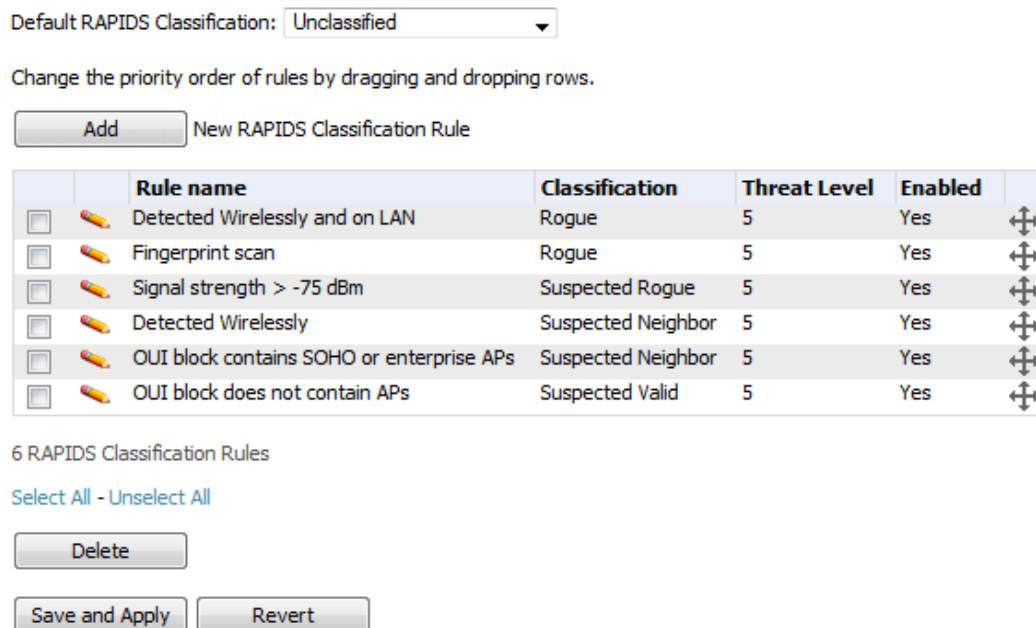 Default RAPIDS Classification: Unclassified
Change the priority order of rules by dragging and dropping rows.
Add New RAPIDS Classification Rule
Rule name Classification Threat Level Enabled
Detected Wirelessly and on LAN Rogue 5 Yes
Fingerprint scan Rogue 5 Yes
Signal strength > -75 dBm Suspected Rogue 5 Yes
Detected Wirelessly Suspected Neighbor 5 Yes
OUI block contains SOHO or enterprise APs Suspected Neighbor 5 Yes
OUI block does not contain APs Suspected Valid 5 Yes
6 RAPIDS Classification Rules
Select All - Unselect All
Delete
Save and Apply Revert